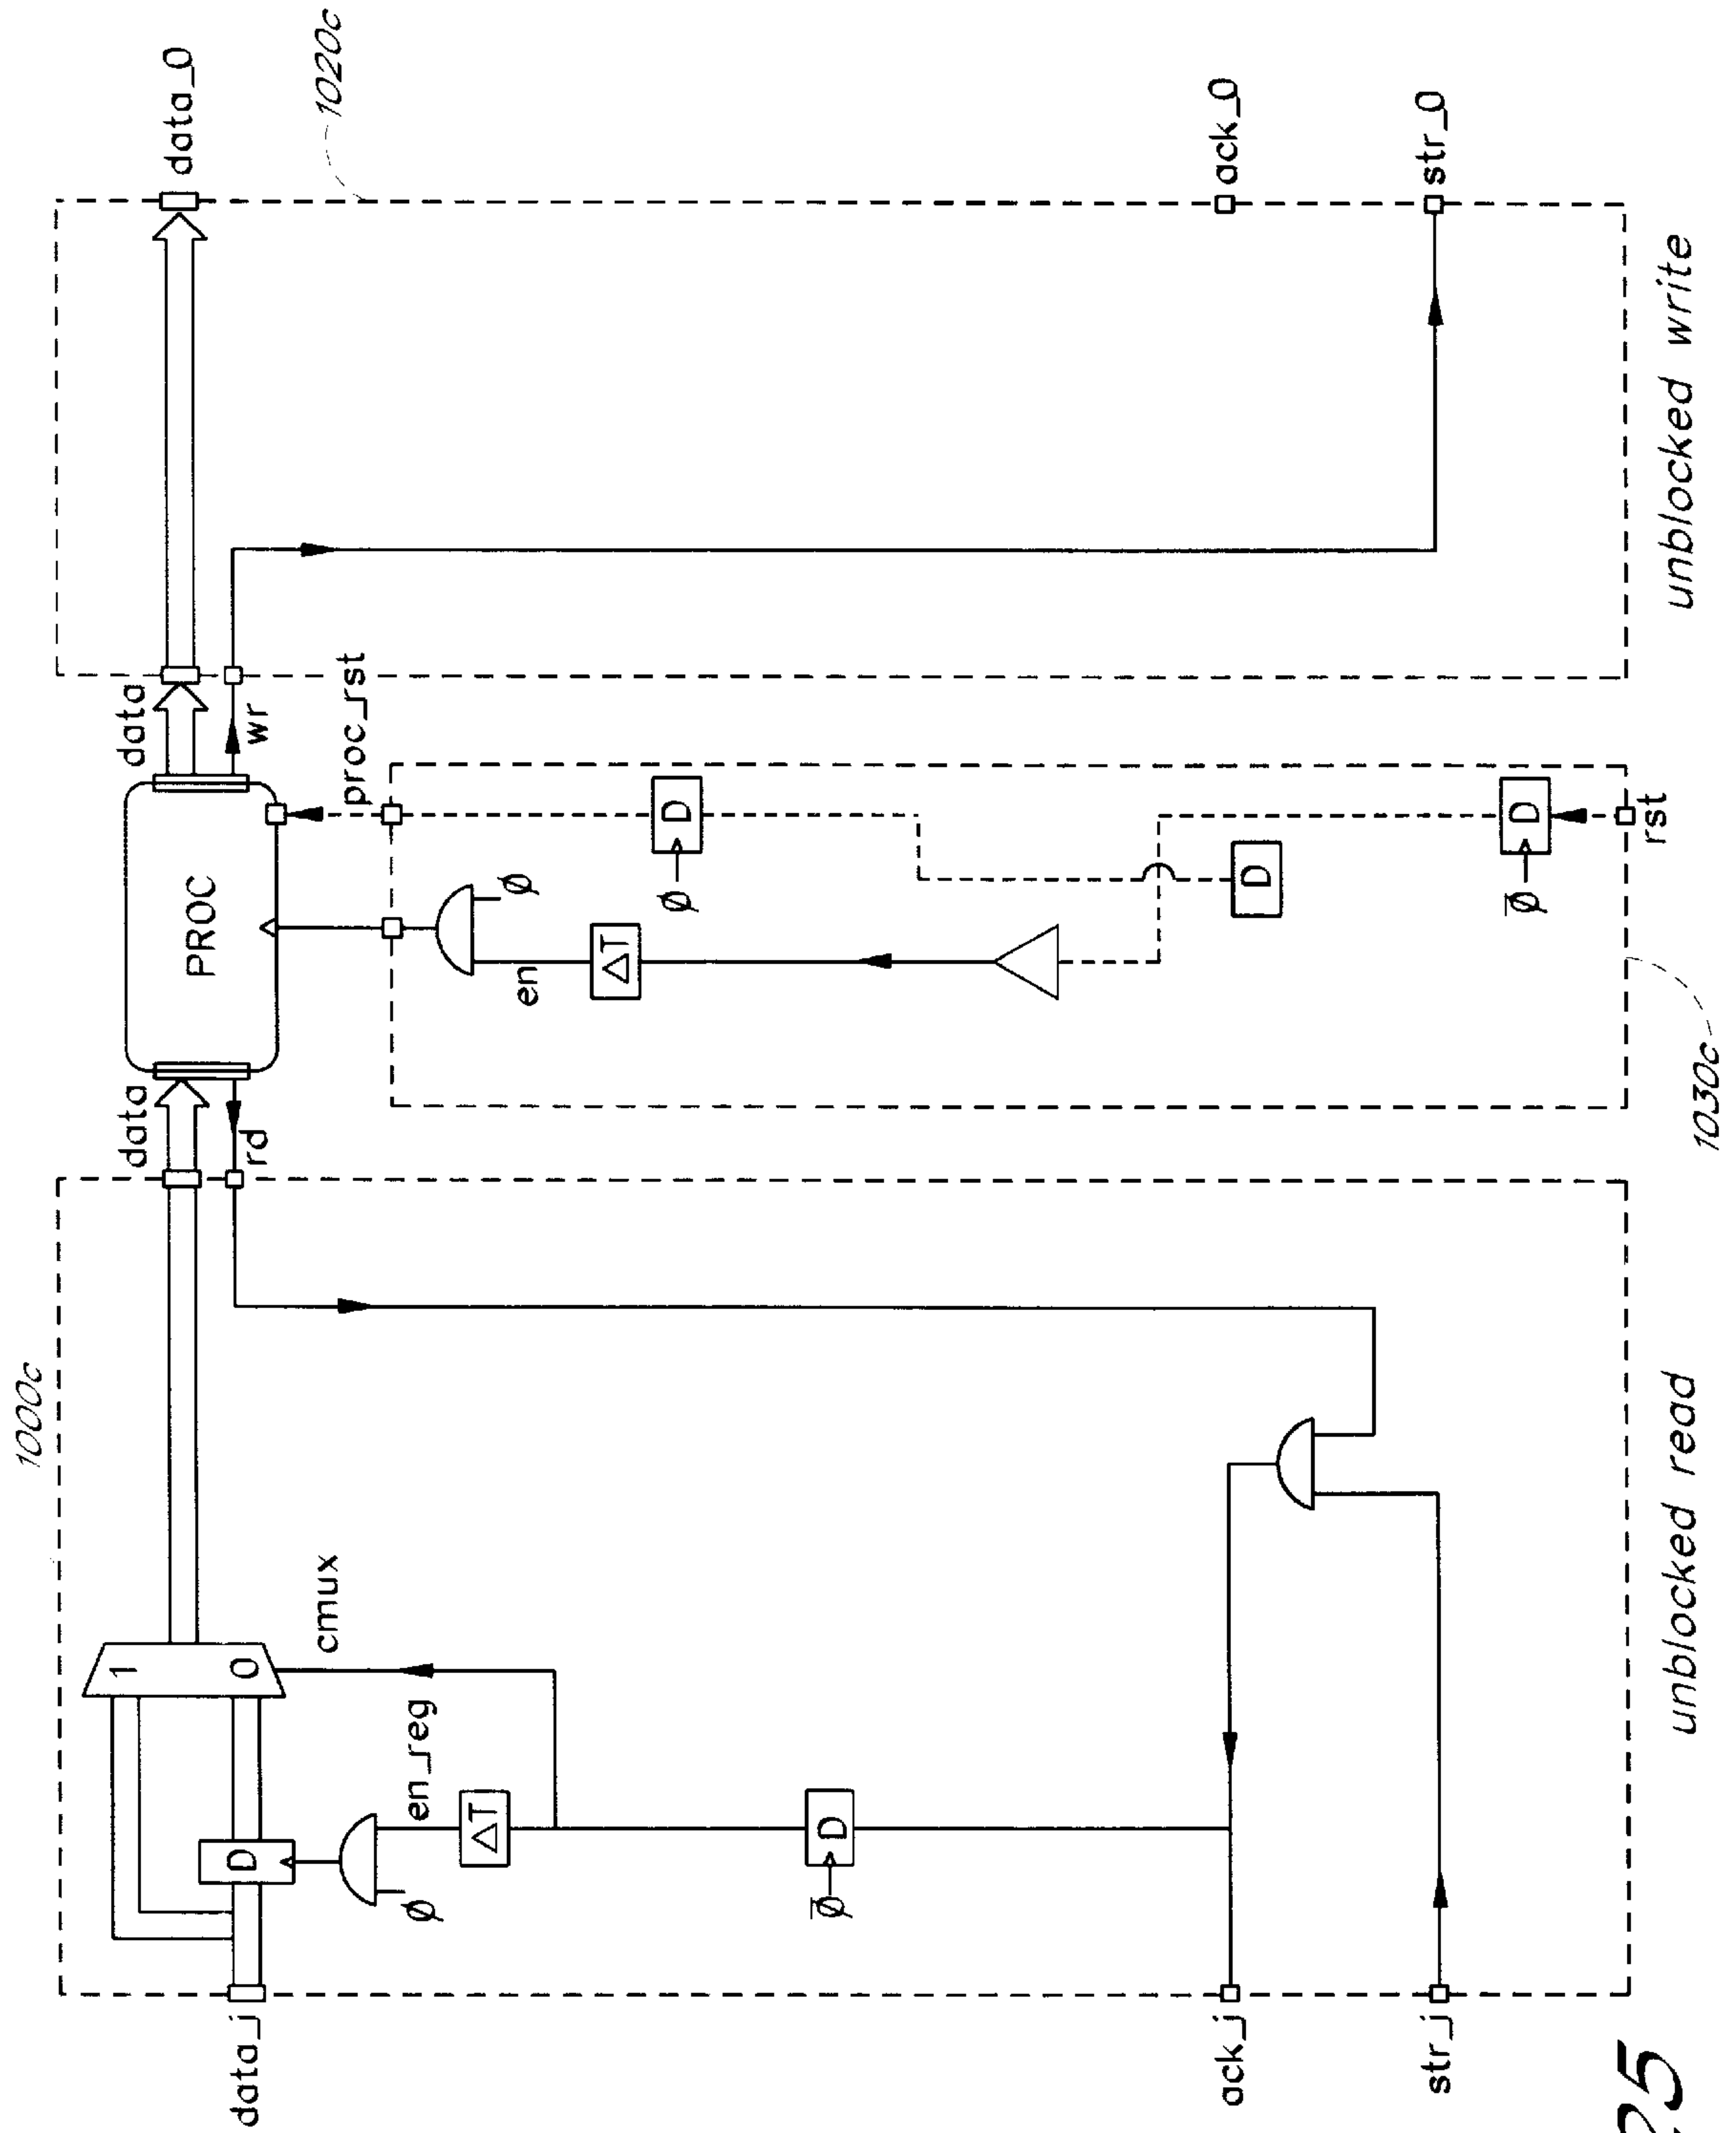 1000c
data_j
D
1
0
cmux
en_reg
ø
ΔT
D
ø̅
ack_j
str_j
unblocked read
data
rd
PROC
data
wr
proc_rst
ø
en
ΔT
D
ø
D
D
ø̅
rst
1030c
data_0
1020c
ack_0
str_0
unblocked write
25